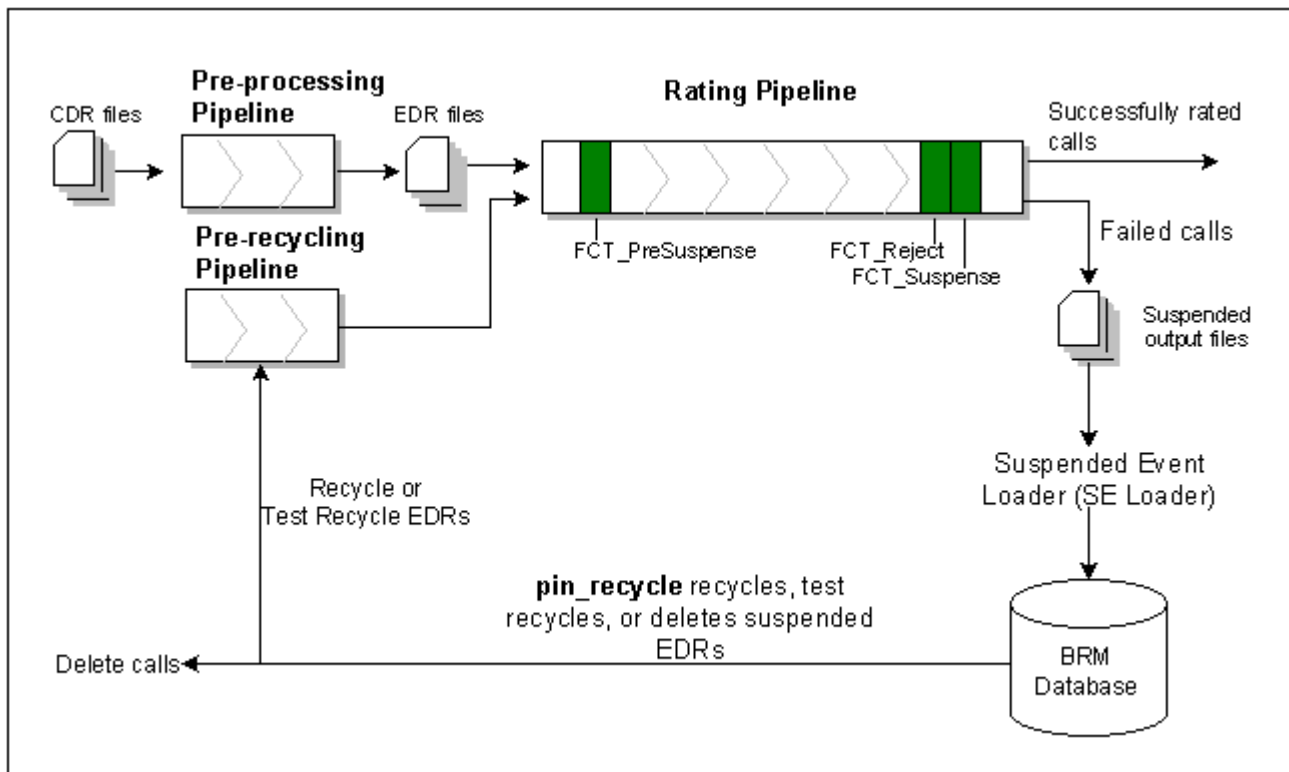 Pre-processing
Pipeline
Rating Pipeline
CDR files
EDR files
Successfully rated
calls
Pre-recycling
Pipeline
FCT_PreSuspense
FCT_Reject
FCT_Suspense
Failed calls
Suspended
output files
Suspended Event
Loader (SE Loader)
Recycle or
Test Recycle EDRs
pin_recycle recycles, test
recycles, or deletes suspended
EDRs
Delete calls
BRM
Database